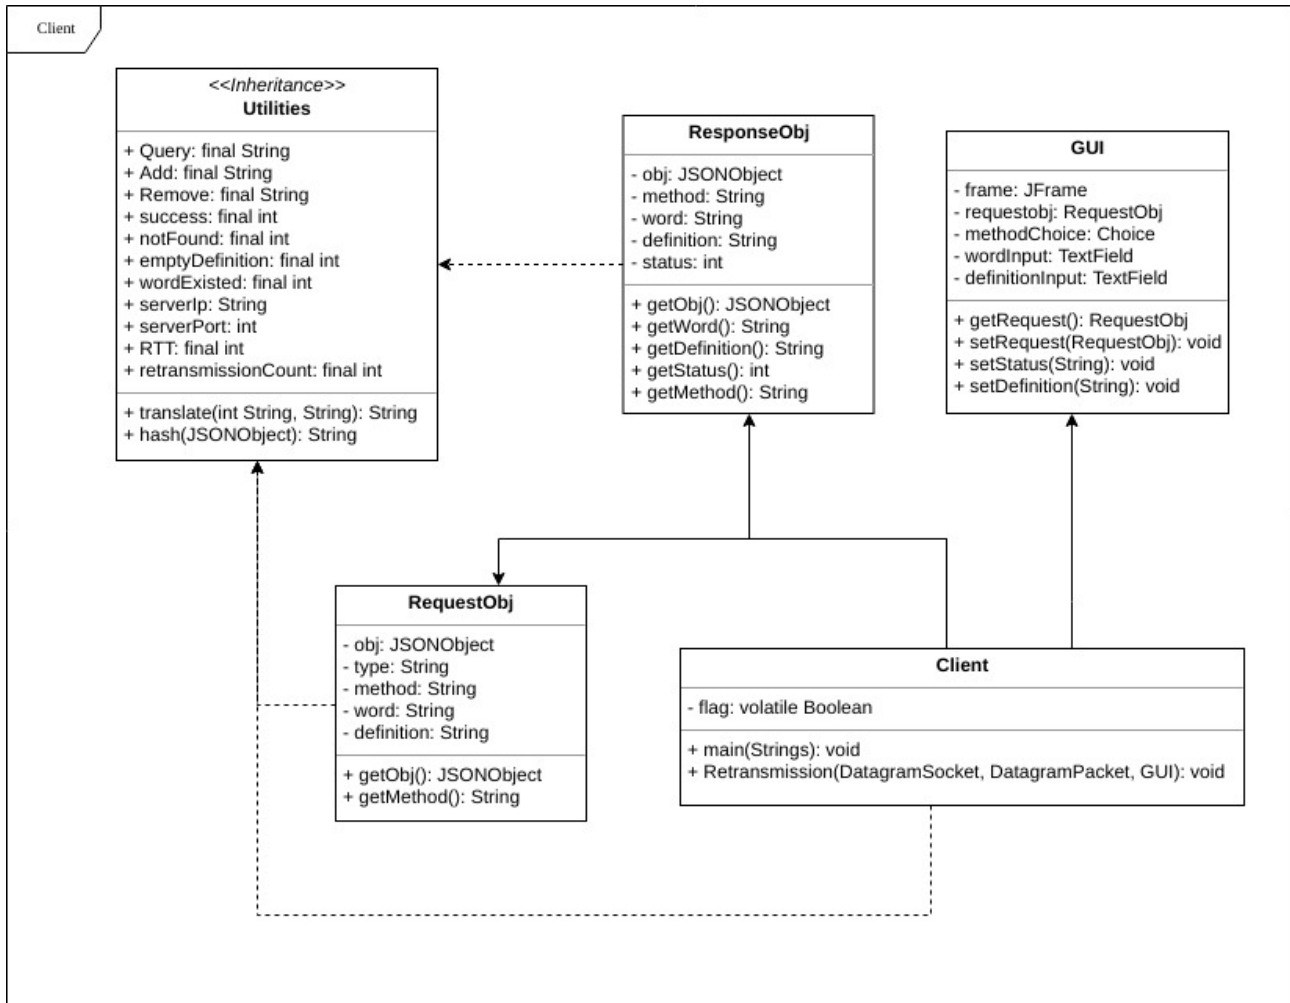 Client
<<Inheritance>>
Utilities
+ Query: final String
+ Add: final String
+ Remove: final String
+ success: final int
+ notFound: final int
+ emptyDefinition: final int
+ wordExisted: final int
+ serverIp: String
+ serverPort: int
+ RTT: final int
+ retransmissionCount: final int
+ translate(int String, String): String
+ hash(JSONObject): String
ResponseObj
- obj: JSONObject
- method: String
- word: String
- definition: String
- status: int
+ getObj(): JSONObject
+ getWord(): String
+ getDefinition(): String
+ getStatus(): int
+ getMethod(): String
GUI
- frame: JFrame
- requestobj: RequestObj
- methodChoice: Choice
- wordInput: TextField
- definitionInput: TextField
+ getRequest(): RequestObj
+ setRequest(RequestObj): void
+ setStatus(String): void
+ setDefinition(String): void
RequestObj
- obj: JSONObject
- type: String
- method: String
- word: String
- definition: String
+ getObj(): JSONObject
+ getMethod(): String
Client
- flag: volatile Boolean
+ main(Strings): void
+ Retransmission(DatagramSocket, DatagramPacket, GUI): void